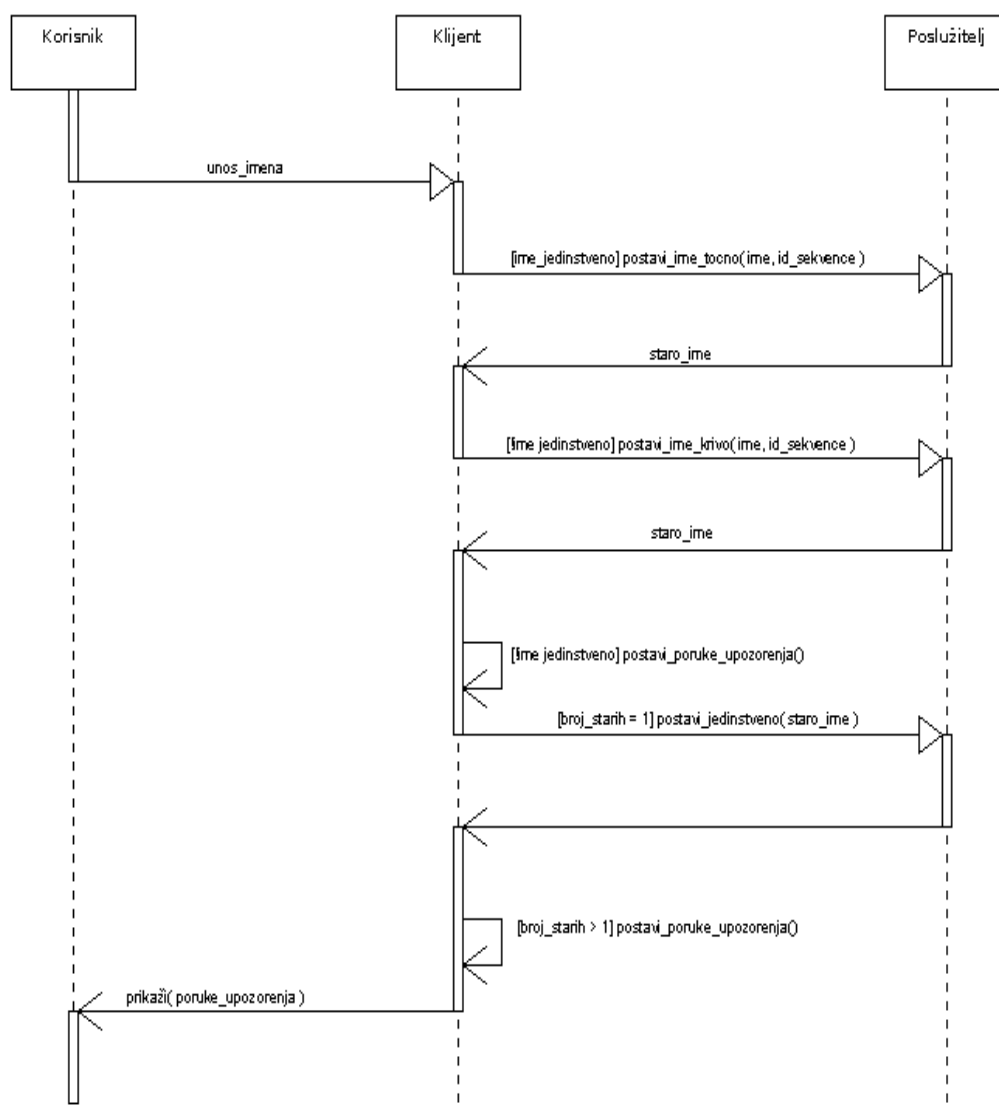 Korisnik
Klijent
Poslužitelj
unos_imena
[ime_jedinstveno] postavi_ime_tocno( ime, id_sekvence )
staro_ime
[!ime jedinstveno] postavi_ime_krivo( ime, id_sekvence )
staro_ime
[!ime jedinstveno] postavi_poruke_upozorenja()
[broj_starih = 1] postavi_jedinstveno( staro_ime )
[broj_starih > 1] postavi_poruke_upozorenja()
prikaži( poruke_upozorenja )